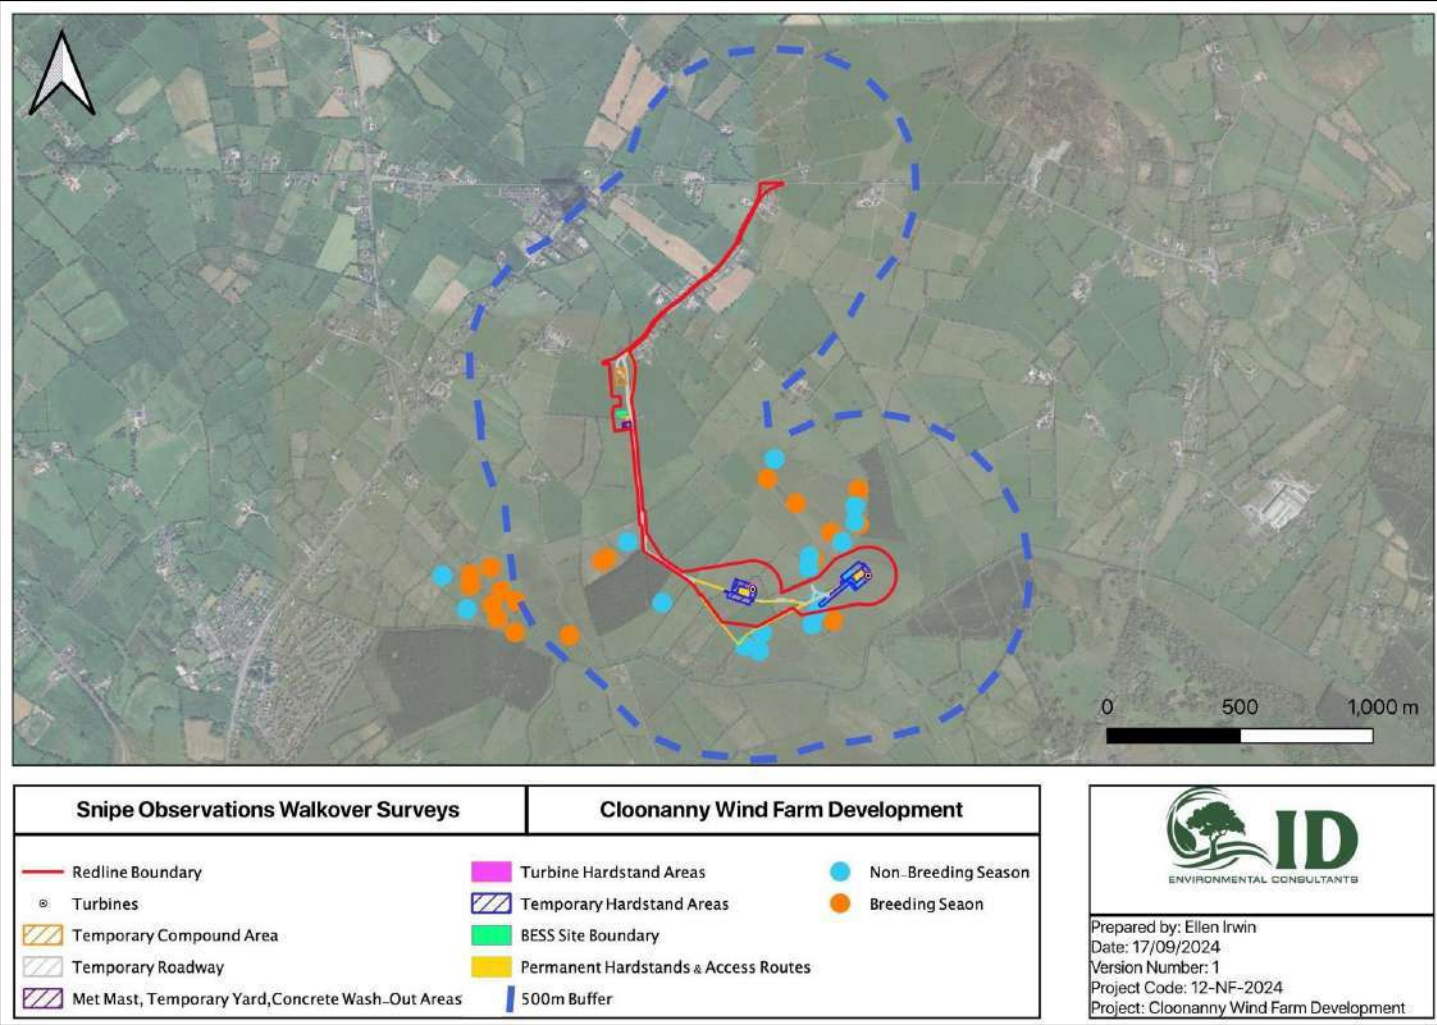 0 500 1,000 m
Snipe Observations Walkover Surveys
Cloonanny Wind Farm Development
Redline Boundary
Turbines
Temporary Compound Area
Temporary Roadway
Met Mast, Temporary Yard,Concrete Wash-Out Areas
Turbine Hardstand Areas
Temporary Hardstand Areas
BESS Site Boundary
Permanent Hardstands & Access Routes
500m Buffer
Non-Breeding Season
Breeding Seaon
ID
ENVIRONMENTAL CONSULTANTS
Prepared by: Ellen Irwin
Date: 17/09/2024
Version Number: 1
Project Code: 12-NF-2024
Project: Cloonanny Wind Farm Development